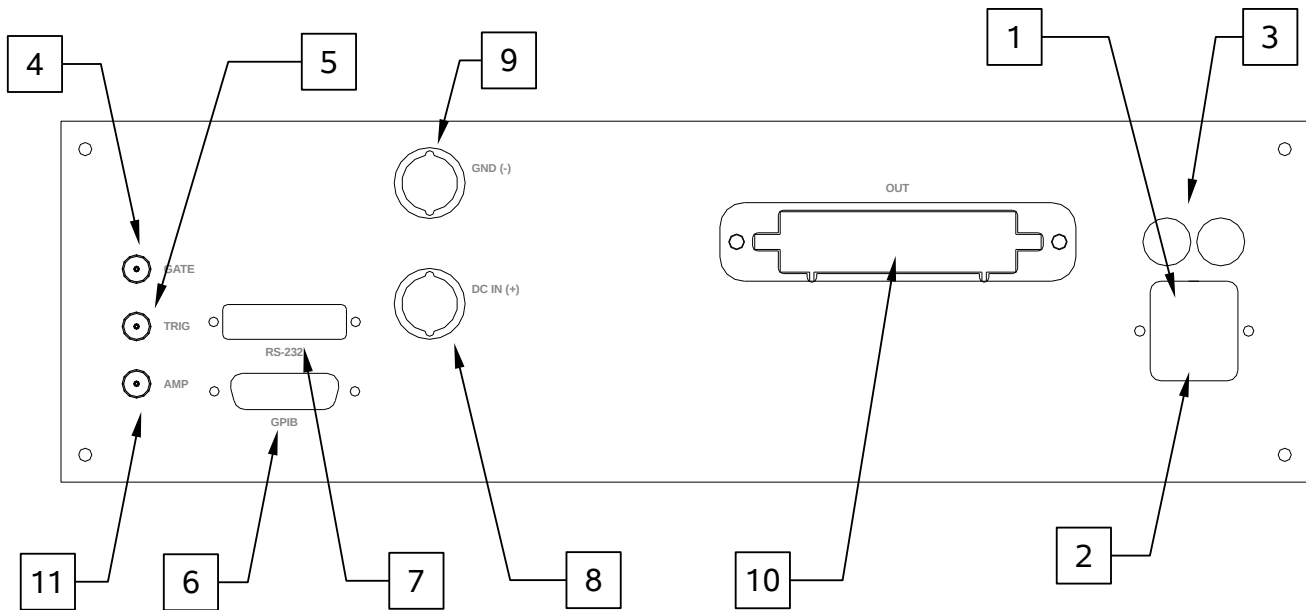 1
3
9
4
5
GND (-)
OUT
GATE
DC IN (+)
TRIG
RS-232
AMP
GPIB
2
11
6
7
8
10